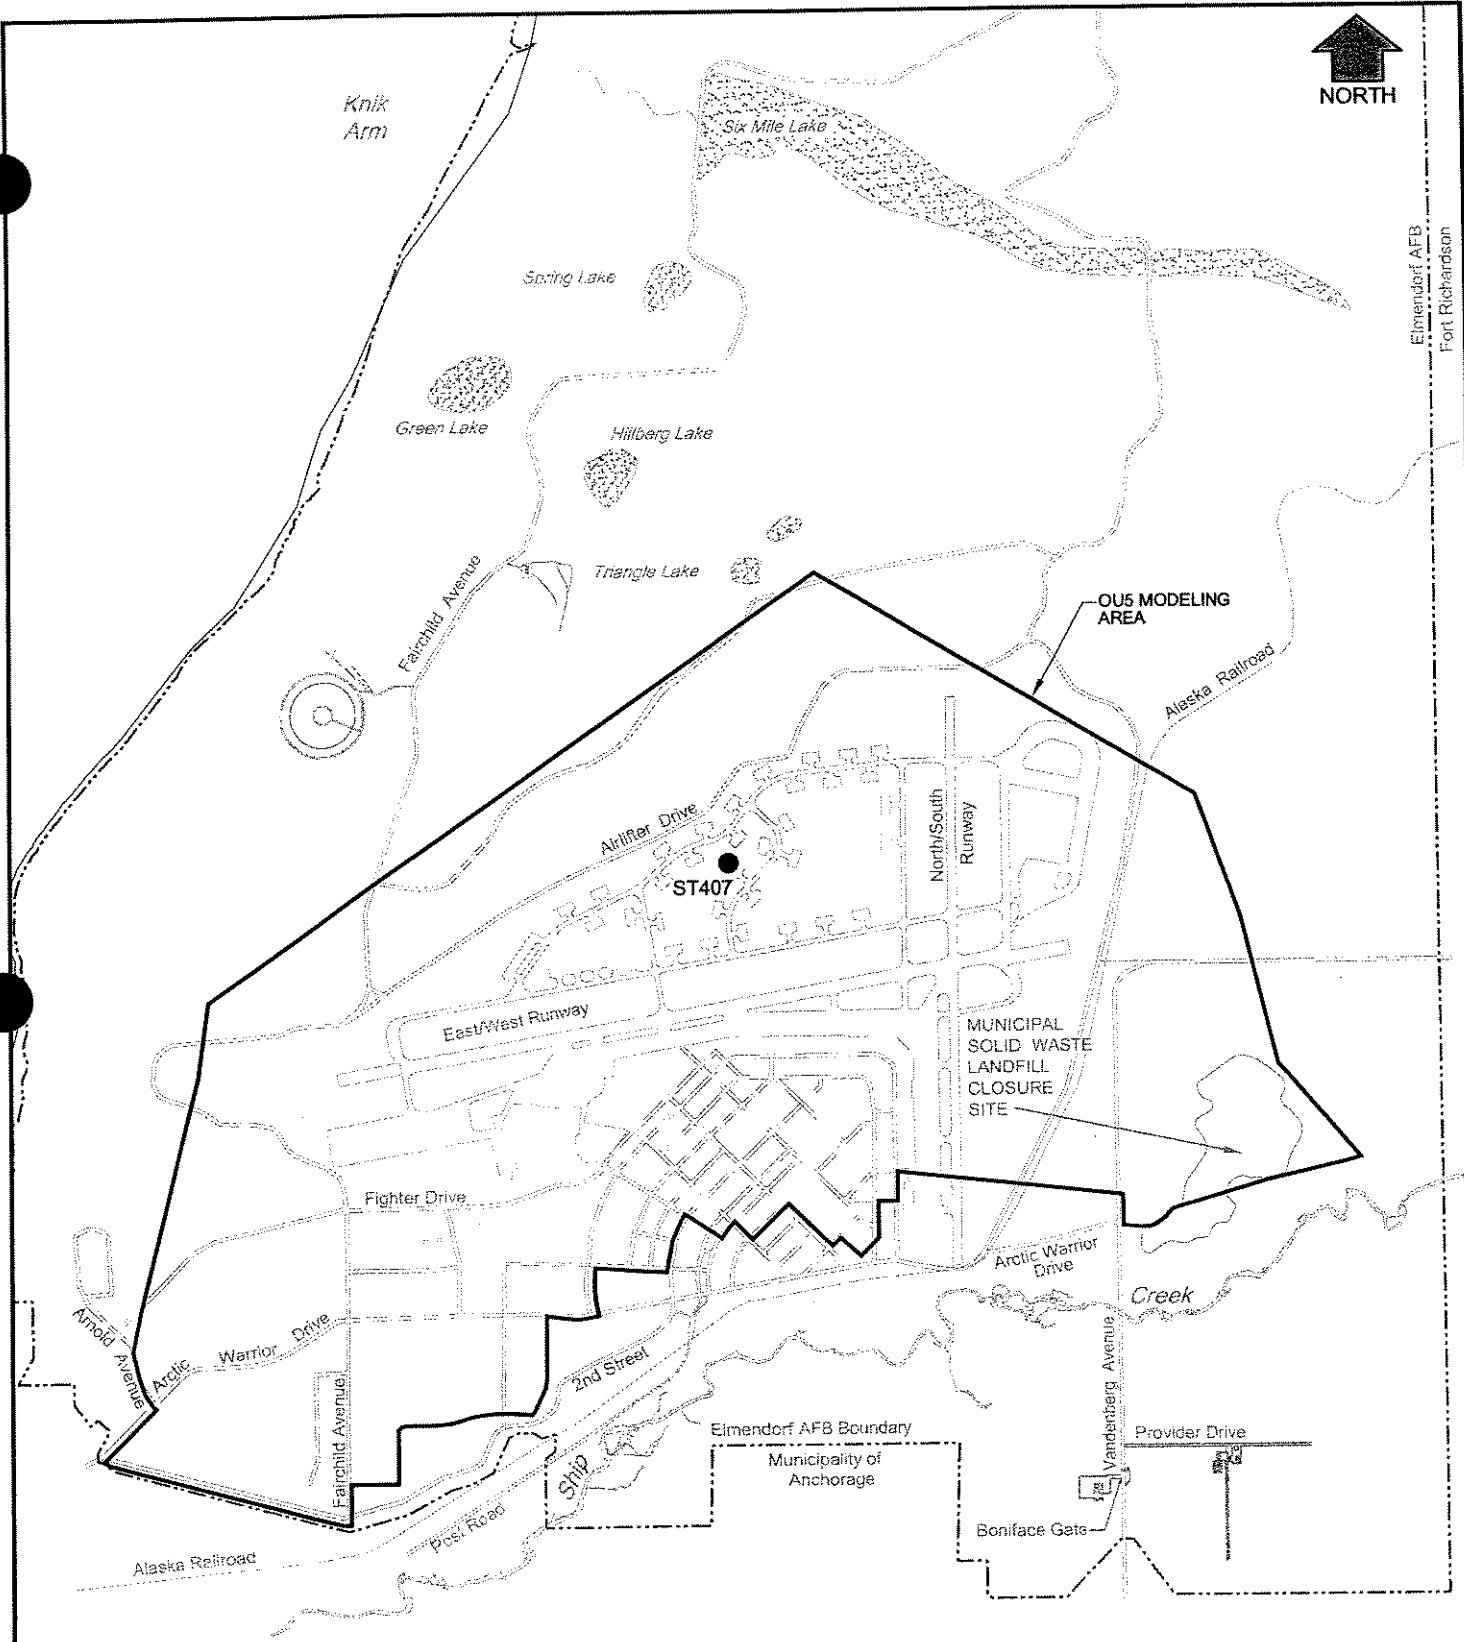 Knik
Arm
NORTH
Six Mile Lake
Elmendorf AFB
Fort Richardson
Spring Lake
Green Lake
Hillberg Lake
Triangle Lake
Fairchild Avenue
OU5 MODELING
AREA
Alaska Railroad
Airlifter Drive
North/South
Runway
ST407
East/West Runway
MUNICIPAL
SOLID WASTE
LANDFILL
CLOSURE
SITE
Fighter Drive
Arctic Warrior
Drive
Creek
Arnold Avenue
Arctic Warrior Drive
2nd Street
Fairchild Avenue
Vandenberg Avenue
Elmendorf AFB Boundary
Municipality of
Anchorage
Provider Drive
Ship
Post Road
Boniface Gate
Alaska Railroad